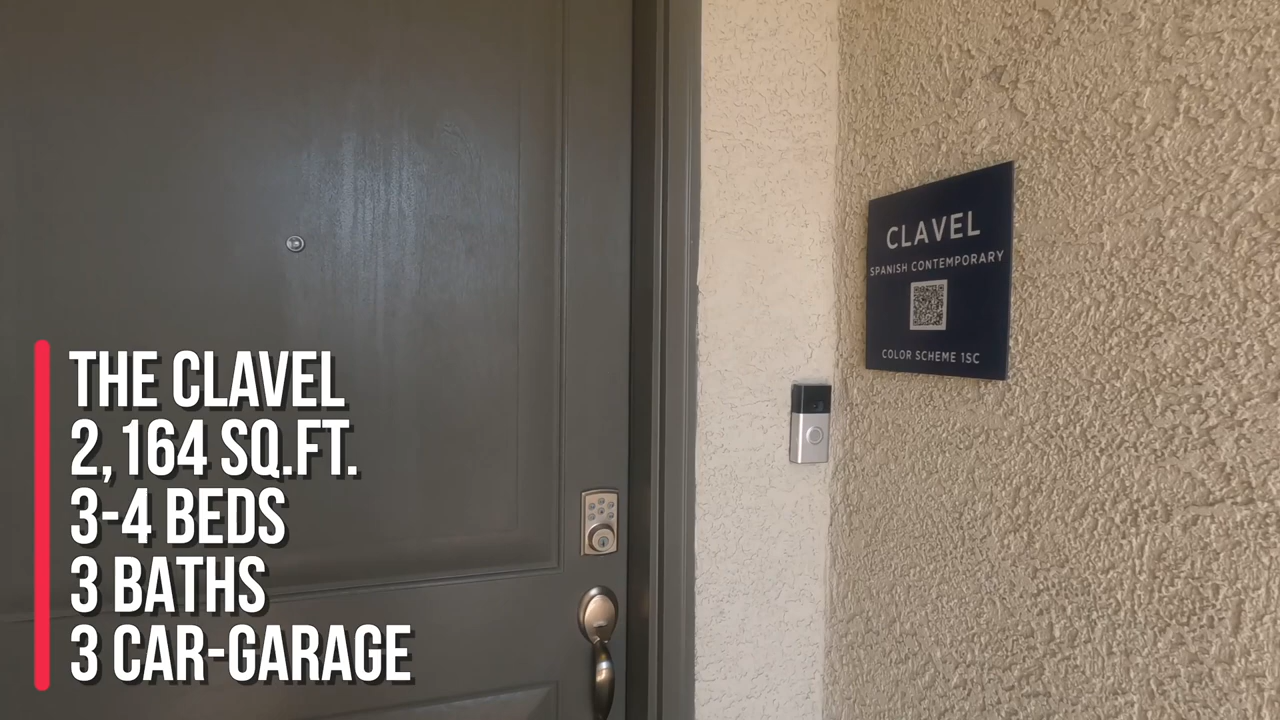 THE CLAVEL
2,164 SQ.FT.
3-4 BEDS
3 BATHS
3 CAR-GARAGE
CLAVEL
SPANISH CONTEMPORARY
COLOR SCHEME 1SC